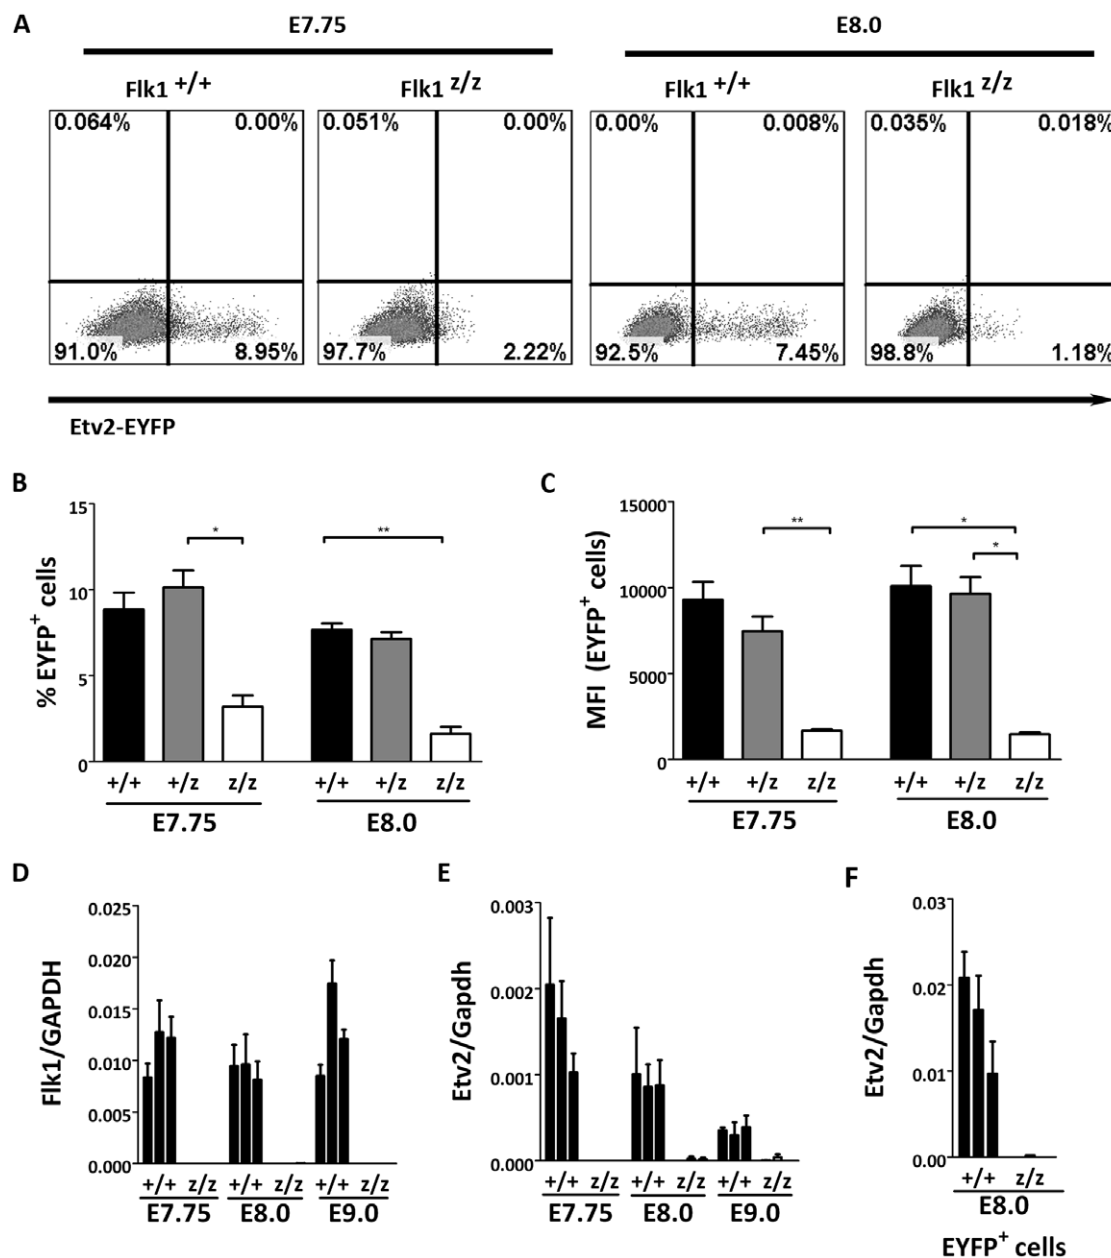 A
E7.75
E8.0
Flk1 +/+
Flk1 z/z
Flk1 +/+
Flk1 z/z
0.064% 0.00%
0.051% 0.00%
0.00% 0.008%
0.035% 0.018%
91.0% 8.95%
97.7% 2.22%
92.5% 7.45%
98.8% 1.18%
Etv2-EYFP
B
% EYFP+ cells
15
10
5
0
*
**
+/+ +/z z/z +/+ +/z z/z
E7.75 E8.0
C
MFI (EYFP+ cells)
15000
10000
5000
0
**
*
*
+/+ +/z z/z +/+ +/z z/z
E7.75 E8.0
D
Flk1/GAPDH
0.025
0.020
0.015
0.010
0.005
0.000
+/+ z/z +/+ z/z +/+ z/z
E7.75 E8.0 E9.0
E
Etv2/Gapdh
0.003
0.002
0.001
0.000
+/+ z/z +/+ z/z +/+ z/z
E7.75 E8.0 E9.0
F
Etv2/Gapdh
0.03
0.02
0.01
0.00
+/+ z/z
E8.0
EYFP+ cells